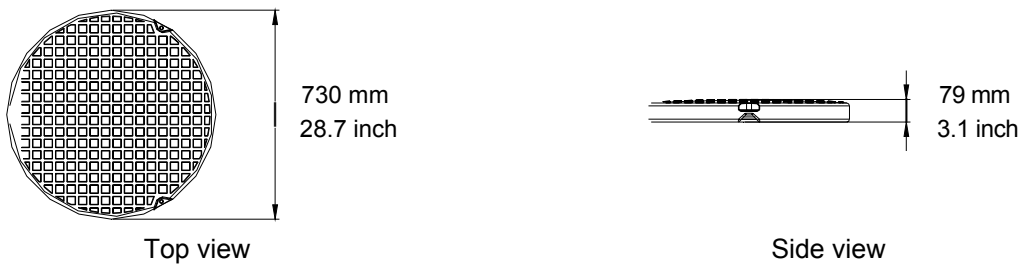 730 mm
28.7 inch
79 mm
3.1 inch
Top view
Side view